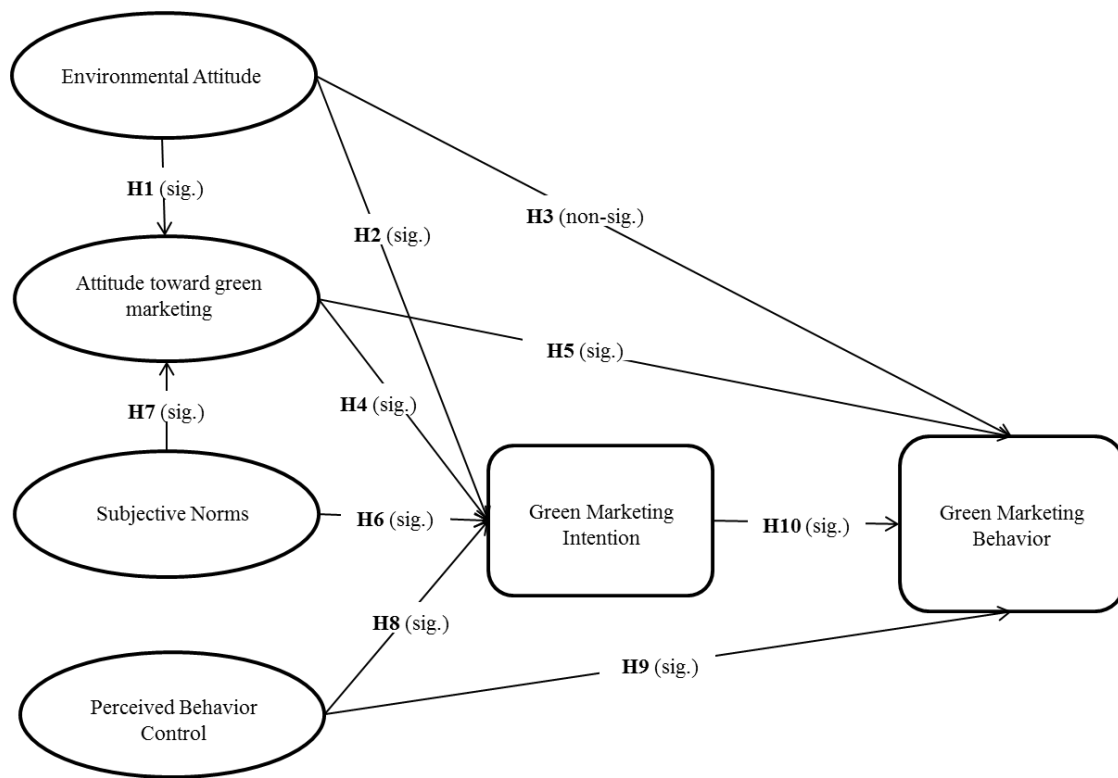 Environmental Attitude
H1 (sig.)
H2 (sig.)
H3 (non-sig.)
Attitude toward green
marketing
H5 (sig.)
H4 (sig.)
H7 (sig.)
Subjective Norms
H6 (sig.)
Green Marketing
Intention
H10 (sig.)
Green Marketing
Behavior
H8 (sig.)
H9 (sig.)
Perceived Behavior
Control